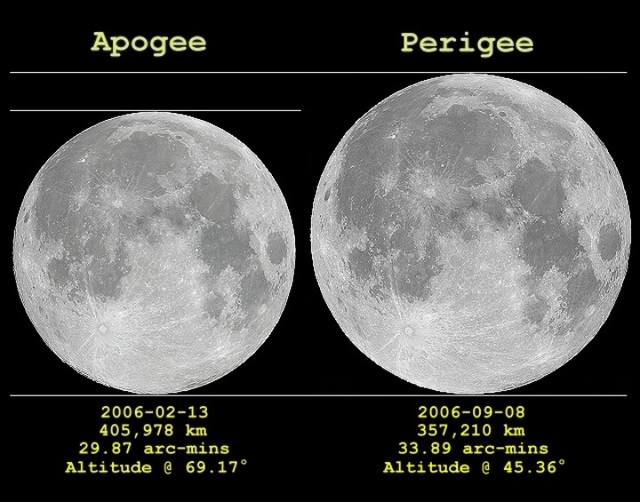 Apogee
Perigee
2006-02-13
405,978 km
29.87 arc-mins
Altitude @ 69.17°
2006-09-08
357,210 km
33.89 arc-mins
Altitude @ 45.36°